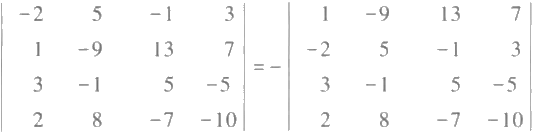 | -2 5 -1 3 | | 1 -9 13 7 |
| 1 -9 13 7 | = - | -2 5 -1 3 |
| 3 -1 5 -5 | | 3 -1 5 -5 |
| 2 8 -7 -10 | | 2 8 -7 -10 |